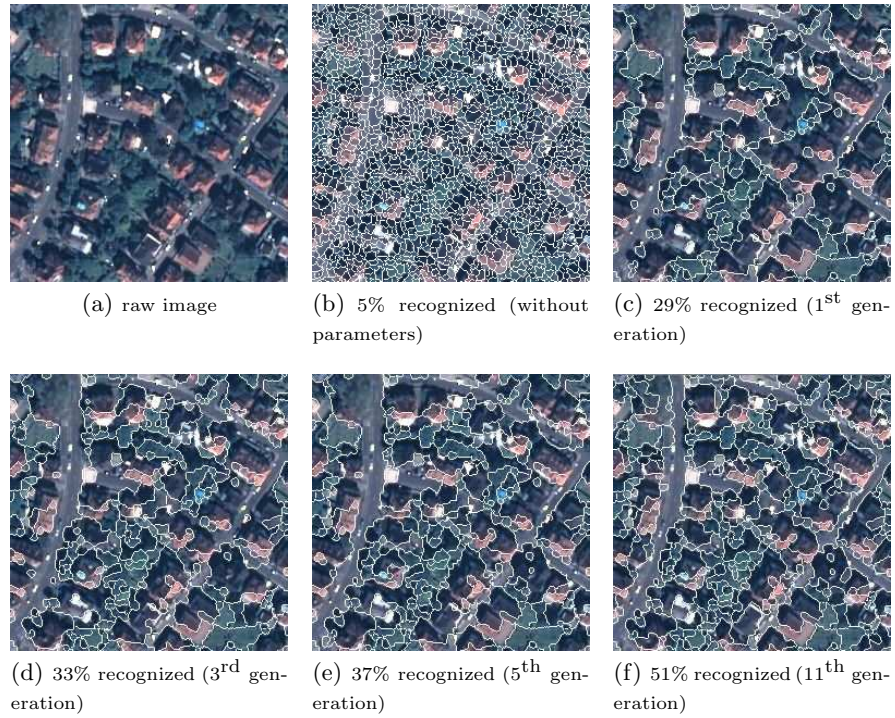 (a) raw image
(b) 5% recognized (without
parameters)
(c) 29% recognized (1st gen-
eration)
(d) 33% recognized (3rd gen-
eration)
(e) 37% recognized (5th gen-
eration)
(f) 51% recognized (11th gen-
eration)